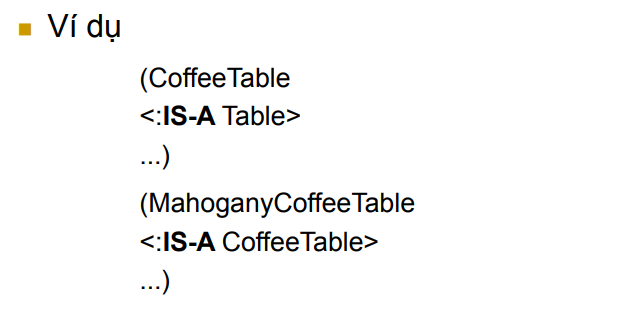 Ví dụ
(CoffeeTable
<:IS-A Table>
...)
(MahoganyCoffeeTable
<:IS-A CoffeeTable>
...)